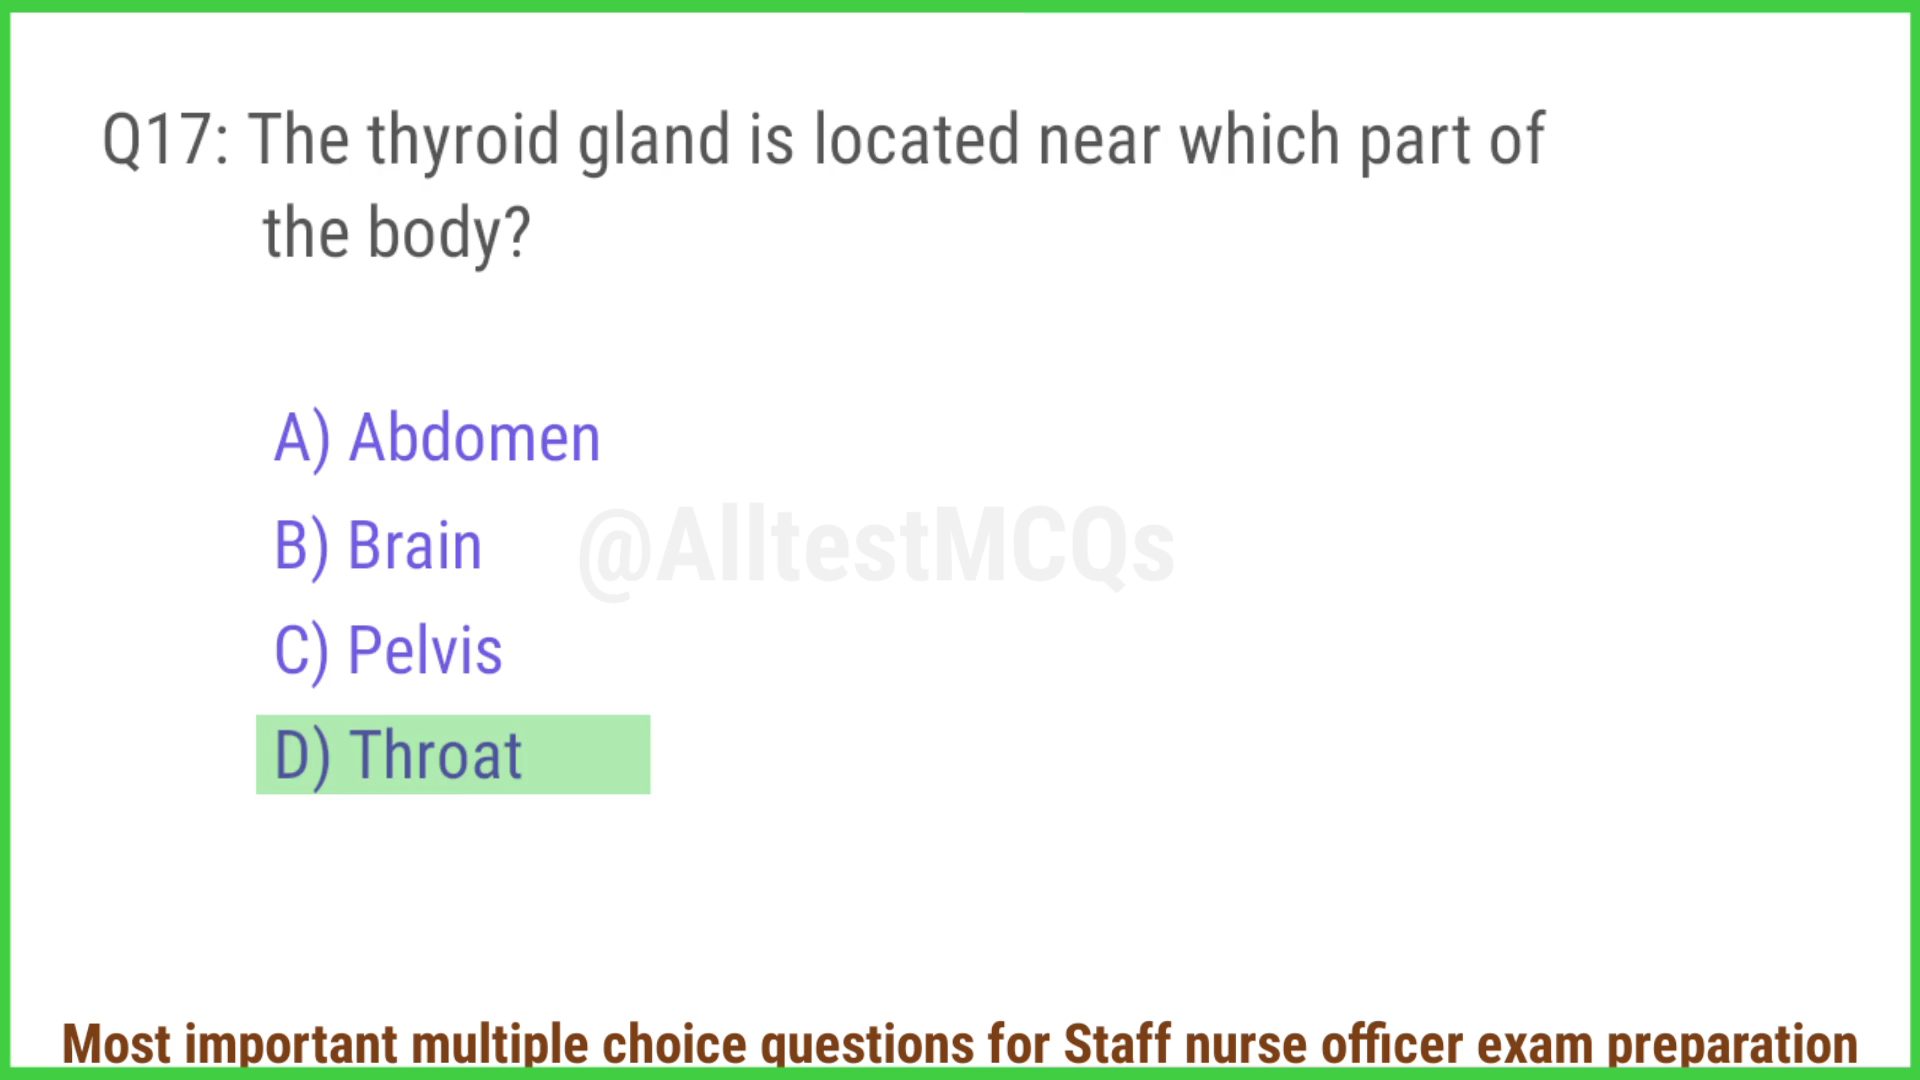 Q17: The thyroid gland is located near which part of
the body?
A) Abdomen
B) Brain
@AlltestMCQs
C) Pelvis
D) Throat
Most important multiple choice questions for Staff nurse officer exam preparation